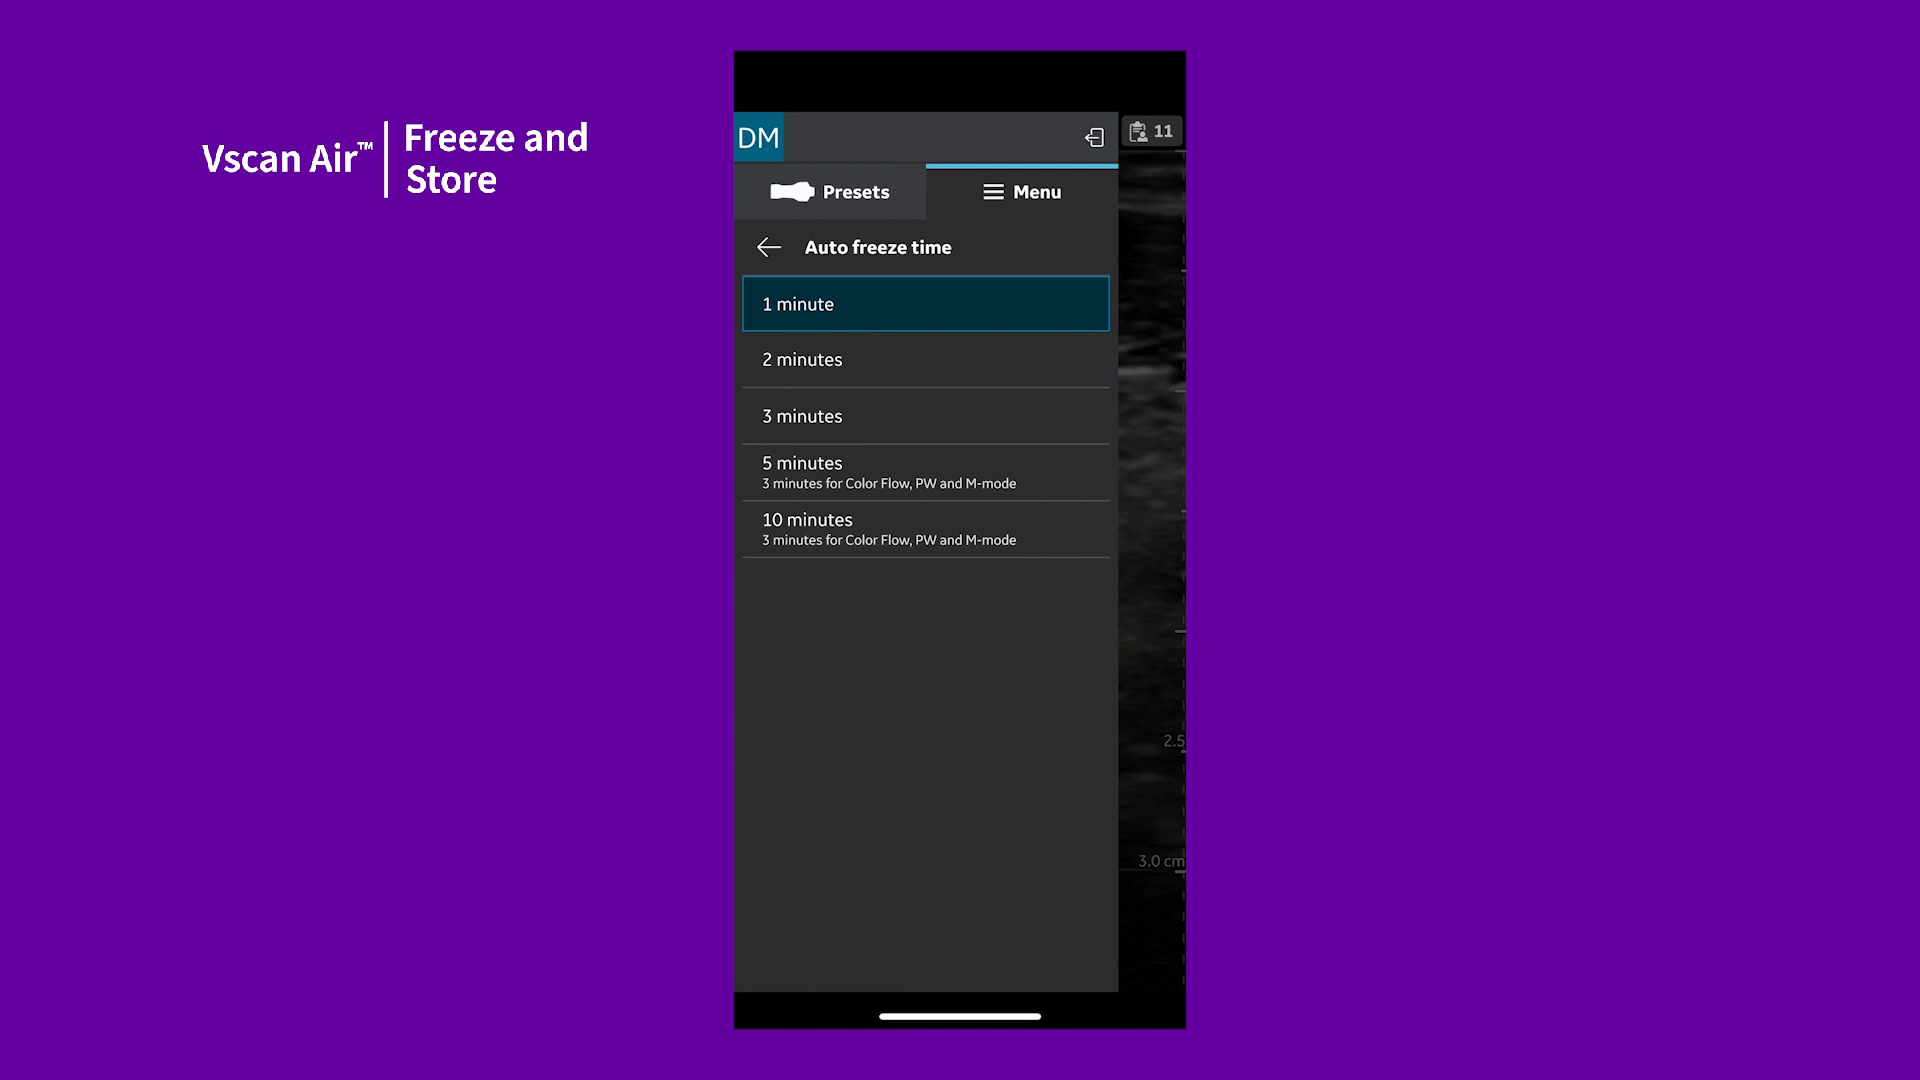 Vscan Air™
Freeze and
Store
DM
11
Presets
Menu
Auto freeze time
1 minute
2 minutes
3 minutes
5 minutes
3 minutes for Color Flow, PW and M-mode
10 minutes
3 minutes for Color Flow, PW and M-mode
2.5
3.0 cm